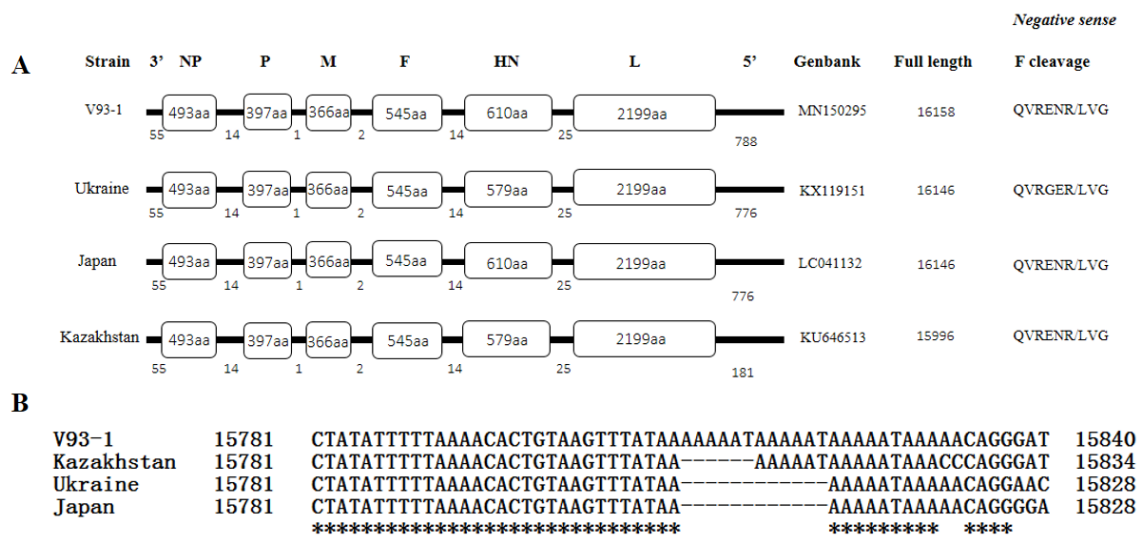 Negative sense
A Strain 3’ NP P M F HN L 5’ Genbank Full length F cleavage
V93-1 493aa 397aa 366aa 545aa 610aa 2199aa MN150295 16158 QVRENR/LVG
55 14 1 2 14 25 788
Ukraine 493aa 397aa 366aa 545aa 579aa 2199aa KX119151 16146 QVRGER/LVG
55 14 1 2 14 25 776
Japan 493aa 397aa 366aa 545aa 610aa 2199aa LC041132 16146 QVRENR/LVG
55 14 1 2 14 25 776
Kazakhstan 493aa 397aa 366aa 545aa 579aa 2199aa KU646513 15996 QVRENR/LVG
55 14 1 2 14 25 181
B
V93-1 15781 CTATATTTTTAAAACACTGTAAGTTTATAAAAAAATAAAAATAAAAATAAAAACAGGGAT 15840
Kazakhstan 15781 CTATATTTTTAAAACACTGTAAGTTTATAA------AAAAATAAAAATAAACCCAGGGAT 15834
Ukraine 15781 CTATATTTTTAAAACACTGTAAGTTTATAA------------AAAAATAAAAACAGGAAC 15828
Japan 15781 CTATATTTTTAAAACACTGTAAGTTTATAA------------AAAAATAAAAACAGGGGA 15828
****************************** ********* ****